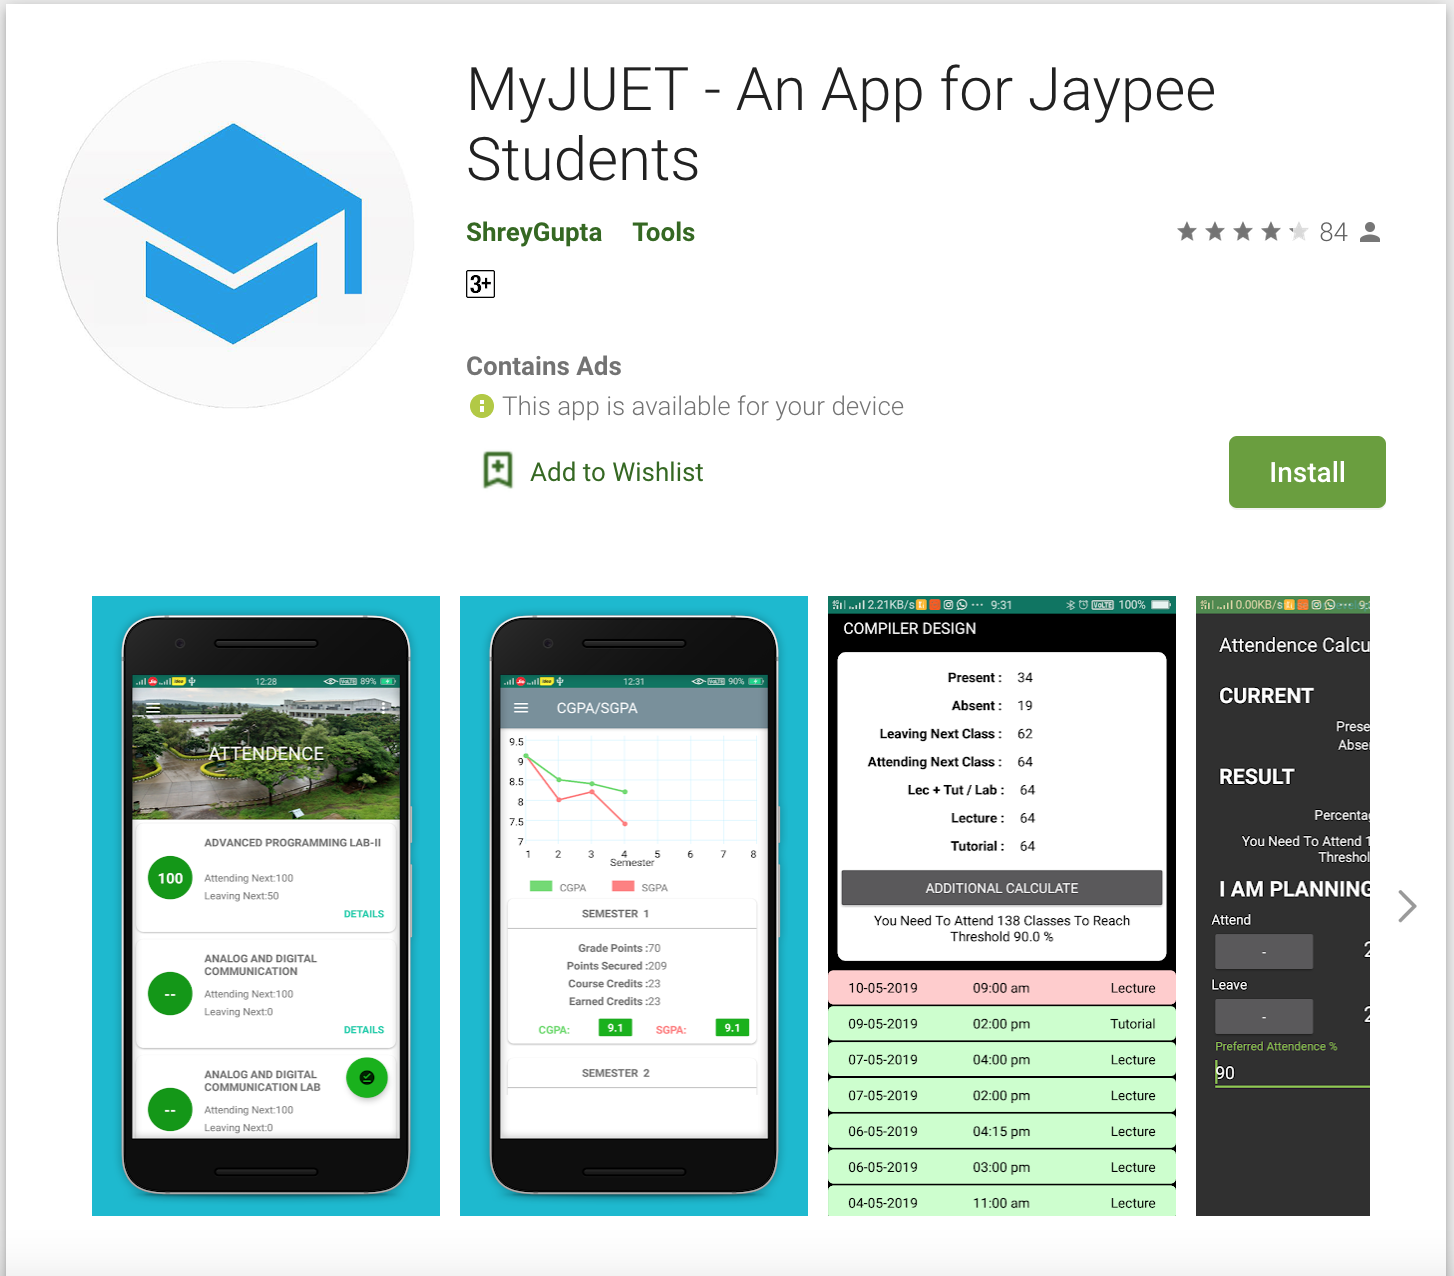 MyJUET - An App for Jaypee
Students
ShreyGupta Tools
84
3+
Contains Ads
This app is available for your device
Add to Wishlist
Install
12:28 89%
ATTENDENCE
ADVANCED PROGRAMMING LAB-II
100
Attending Next:100
Leaving Next:50
DETAILS
ANALOG AND DIGITAL
COMMUNICATION
--
Attending Next:100
Leaving Next:0
DETAILS
ANALOG AND DIGITAL
COMMUNICATION LAB
--
Attending Next:100
Leaving Next:0
12:31 90%
CGPA/SGPA
9.5
9
8.5
8
7.5
7
1 2 3 4 5 6 7 8
Semester
CGPA SGPA
SEMESTER 1
Grade Points :70
Points Secured :209
Course Credits :23
Earned Credits :23
CGPA: 9.1 SGPA: 9.1
SEMESTER 2
2.21KB/s ··· 9:31 VoLTE 100%
COMPILER DESIGN
Present : 34
Absent : 19
Leaving Next Class : 62
Attending Next Class : 64
Lec + Tut / Lab : 64
Lecture : 64
Tutorial : 64
ADDITIONAL CALCULATE
You Need To Attend 138 Classes To Reach
Threshold 90.0 %
10-05-2019 09:00 am Lecture
09-05-2019 02:00 pm Tutorial
07-05-2019 04:00 pm Lecture
07-05-2019 02:00 pm Lecture
06-05-2019 04:15 pm Lecture
06-05-2019 03:00 pm Lecture
04-05-2019 11:00 am Lecture
0.00KB/s ··· 9:
Attendence Calcu
CURRENT
Prese
Abse
RESULT
Percentag
You Need To Attend 1
Threshol
I AM PLANNING
Attend
- 2
Leave
- 2
Preferred Attendence %
90